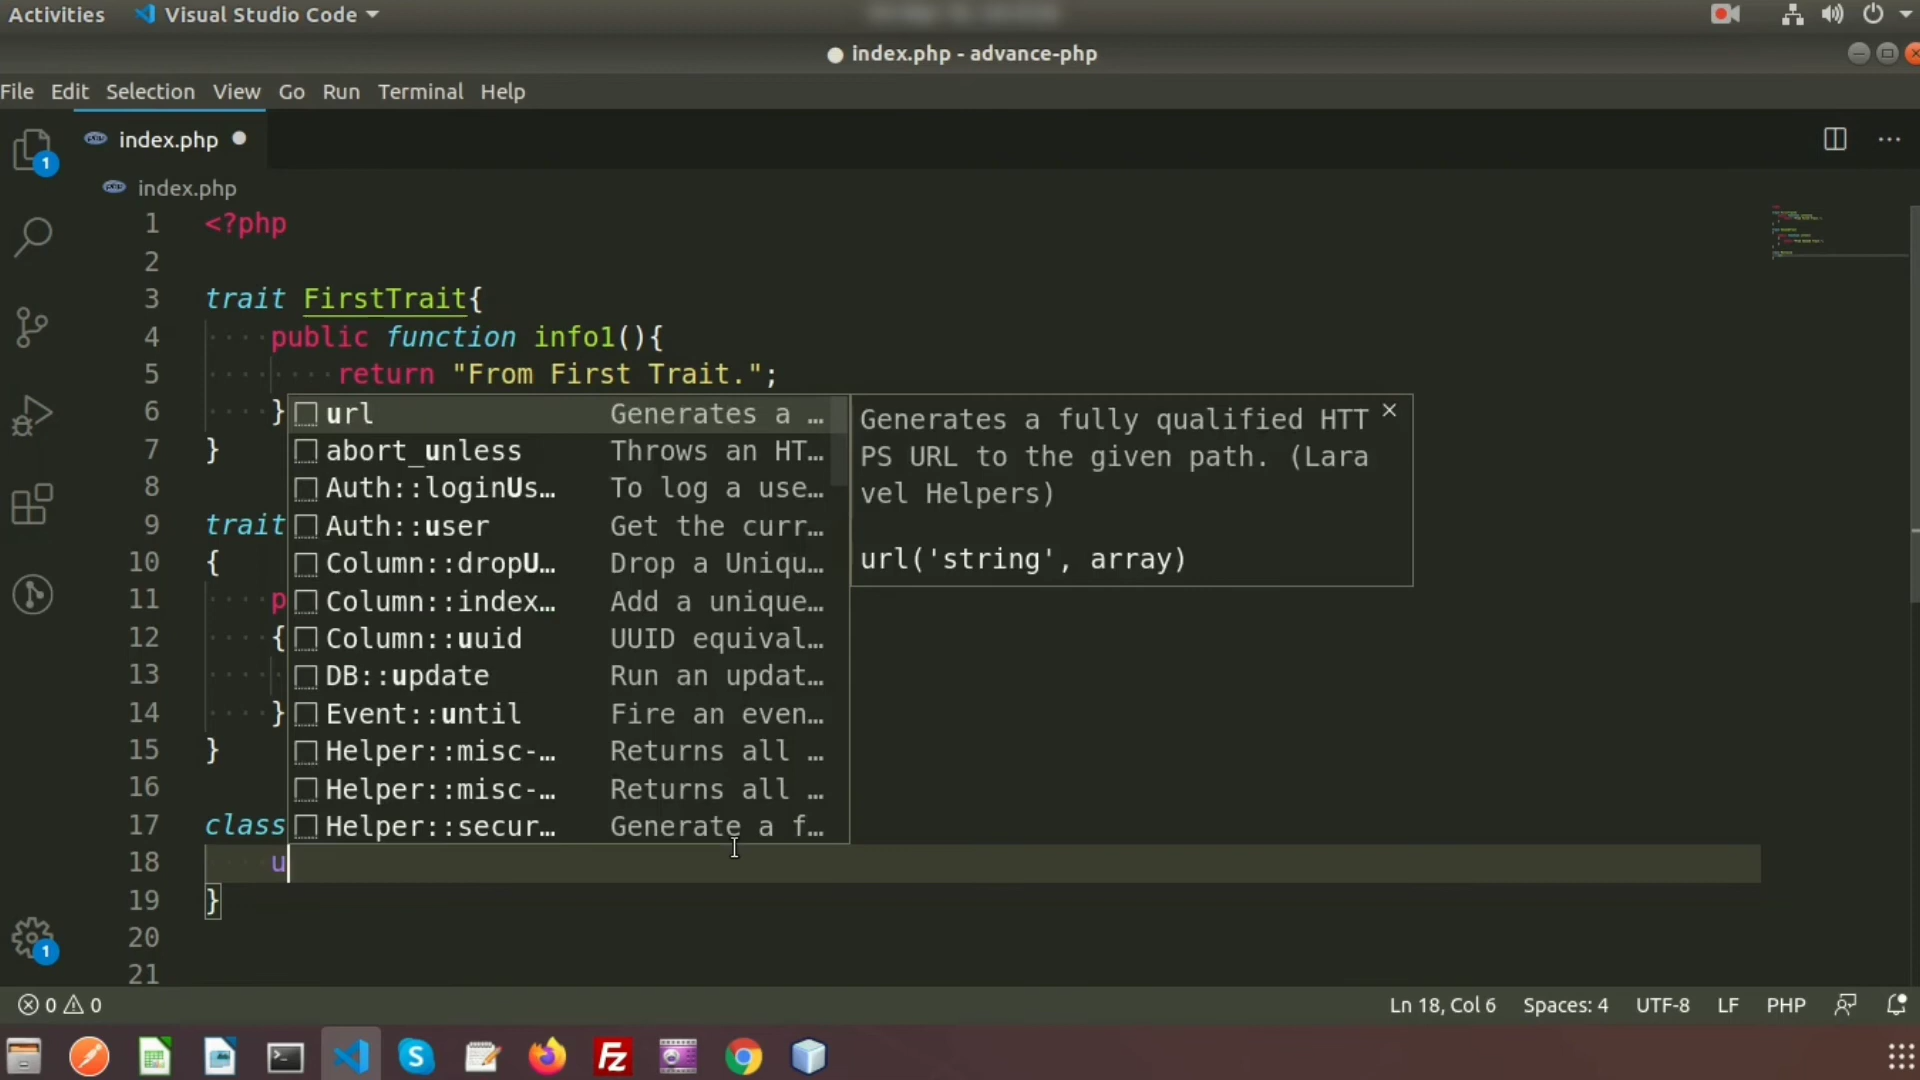 Activities Visual Studio Code
index.php - advance-php
File Edit Selection View Go Run Terminal Help
index.php
index.php
1 <?php
2
3 trait FirstTrait{
4 public function info1(){
5 return "From First Trait.";
6 }
7 }
8
9 trait
10 {
11 p
12 {
13
14 }
15 }
16
17 class
18 u
19 }
20
21
url Generates a …
abort_unless Throws an HT…
Auth::loginUs… To log a use…
Auth::user Get the curr…
Column::dropU… Drop a Uniqu…
Column::index… Add a unique…
Column::uuid UUID equival…
DB::update Run an updat…
Event::until Fire an even…
Helper::misc-… Returns all …
Helper::misc-… Returns all …
Helper::secur… Generate a f…
Generates a fully qualified HTT
PS URL to the given path. (Lara
vel Helpers)
url('string', array)
1
1
0 0 Ln 18, Col 6 Spaces: 4 UTF-8 LF PHP